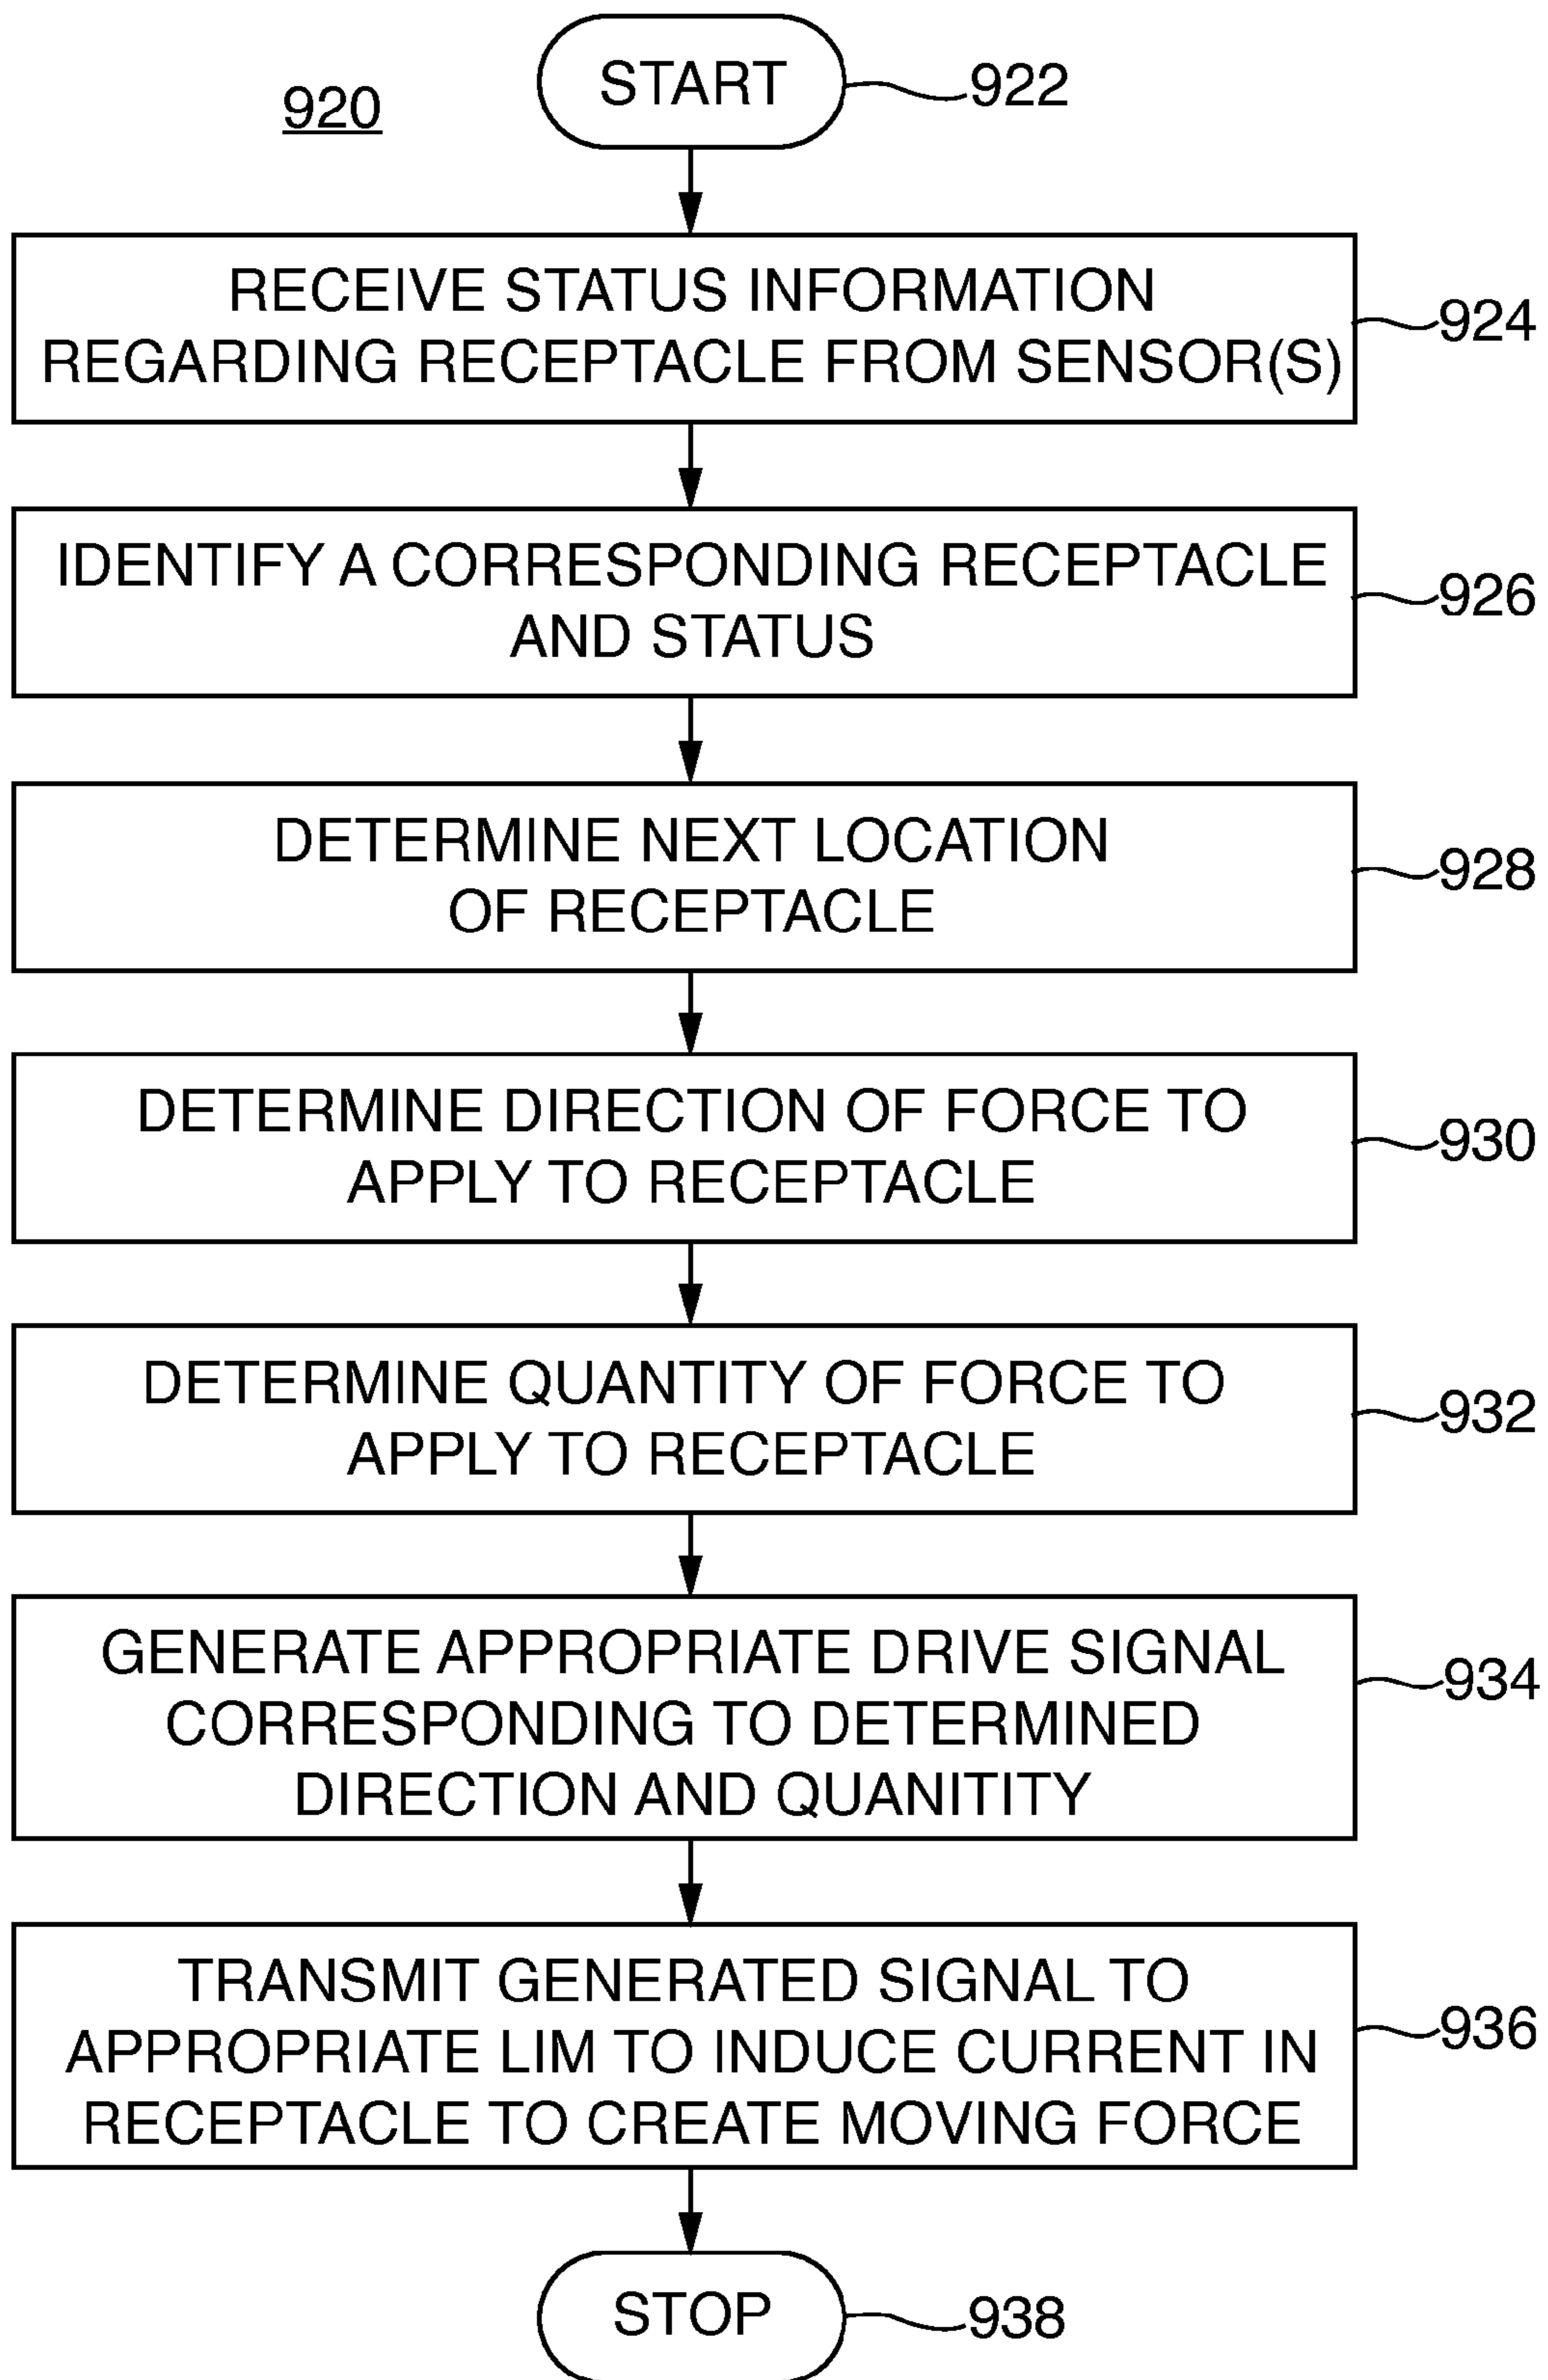 920
START
922
RECEIVE STATUS INFORMATION
REGARDING RECEPTACLE FROM SENSOR(S)
924
IDENTIFY A CORRESPONDING RECEPTACLE
AND STATUS
926
DETERMINE NEXT LOCATION
OF RECEPTACLE
928
DETERMINE DIRECTION OF FORCE TO
APPLY TO RECEPTACLE
930
DETERMINE QUANTITY OF FORCE TO
APPLY TO RECEPTACLE
932
GENERATE APPROPRIATE DRIVE SIGNAL
CORRESPONDING TO DETERMINED
DIRECTION AND QUANITITY
934
TRANSMIT GENERATED SIGNAL TO
APPROPRIATE LIM TO INDUCE CURRENT IN
RECEPTACLE TO CREATE MOVING FORCE
936
STOP
938